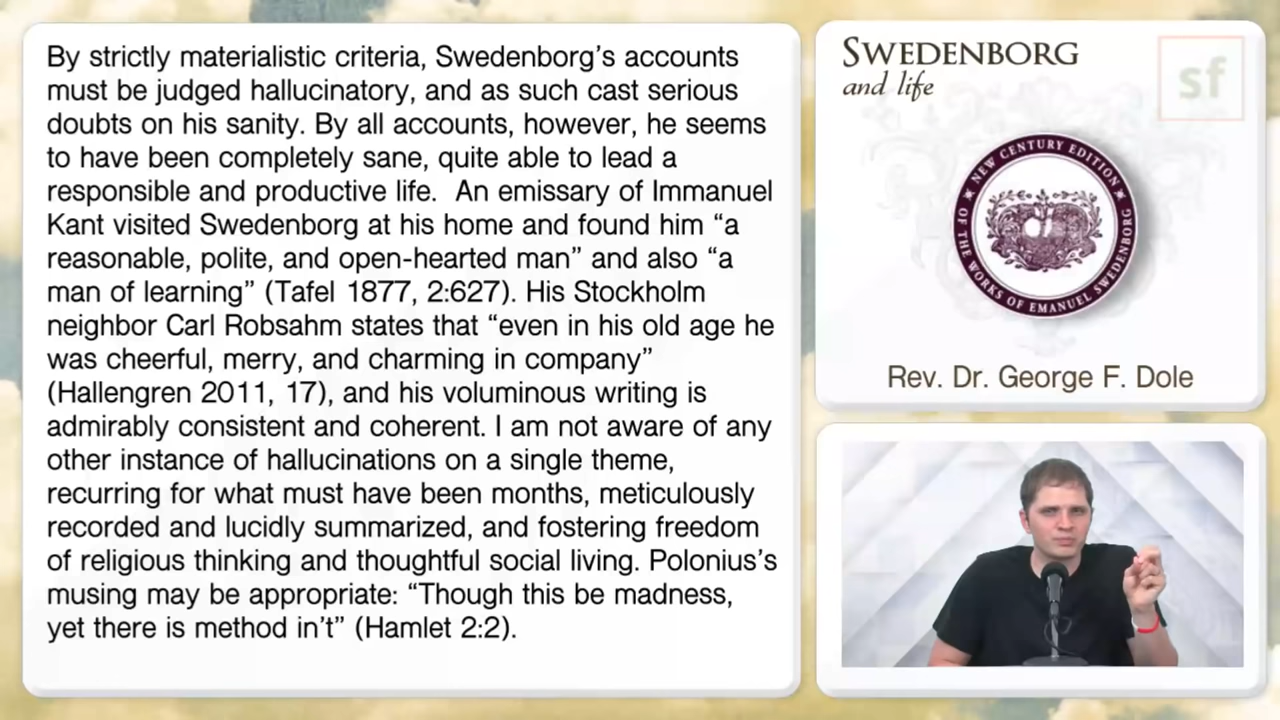 By strictly materialistic criteria, Swedenborg's accounts
must be judged hallucinatory, and as such cast serious
doubts on his sanity. By all accounts, however, he seems
to have been completely sane, quite able to lead a
responsible and productive life.  An emissary of Immanuel
Kant visited Swedenborg at his home and found him “a
reasonable, polite, and open-hearted man” and also “a
man of learning” (Tafel 1877, 2:627). His Stockholm
neighbor Carl Robsahm states that “even in his old age he
was cheerful, merry, and charming in company”
(Hallengren 2011, 17), and his voluminous writing is
admirably consistent and coherent. I am not aware of any
other instance of hallucinations on a single theme,
recurring for what must have been months, meticulously
recorded and lucidly summarized, and fostering freedom
of religious thinking and thoughtful social living. Polonius's
musing may be appropriate: “Though this be madness,
yet there is method in't” (Hamlet 2:2).
SWEDENBORG
and life
sf
NEW CENTURY EDITION
OF THE WORKS OF EMANUEL SWEDENBORG
Rev. Dr. George F. Dole